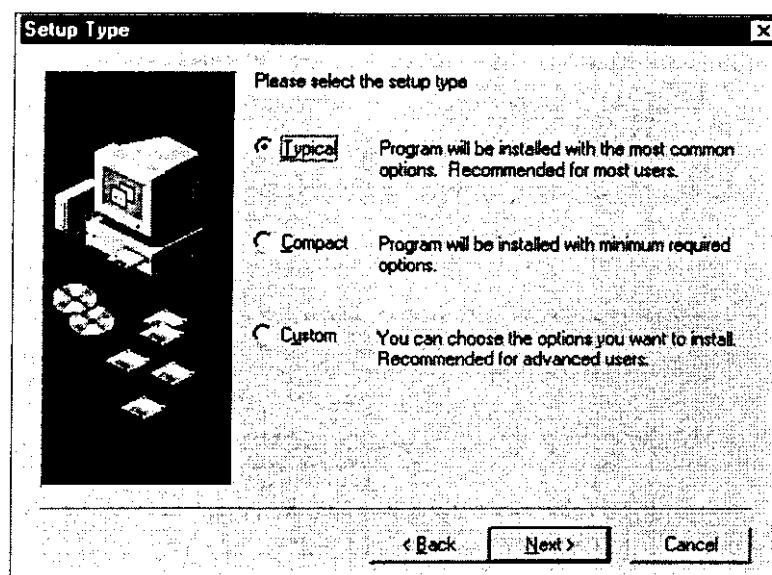 Setup Type
Please select the setup type
Typical
Program will be installed with the most common
options. Recommended for most users.
Compact
Program will be installed with minimum required
options.
Custom
You can choose the options you want to install.
Recommended for advanced users.
< Back
Next >
Cancel